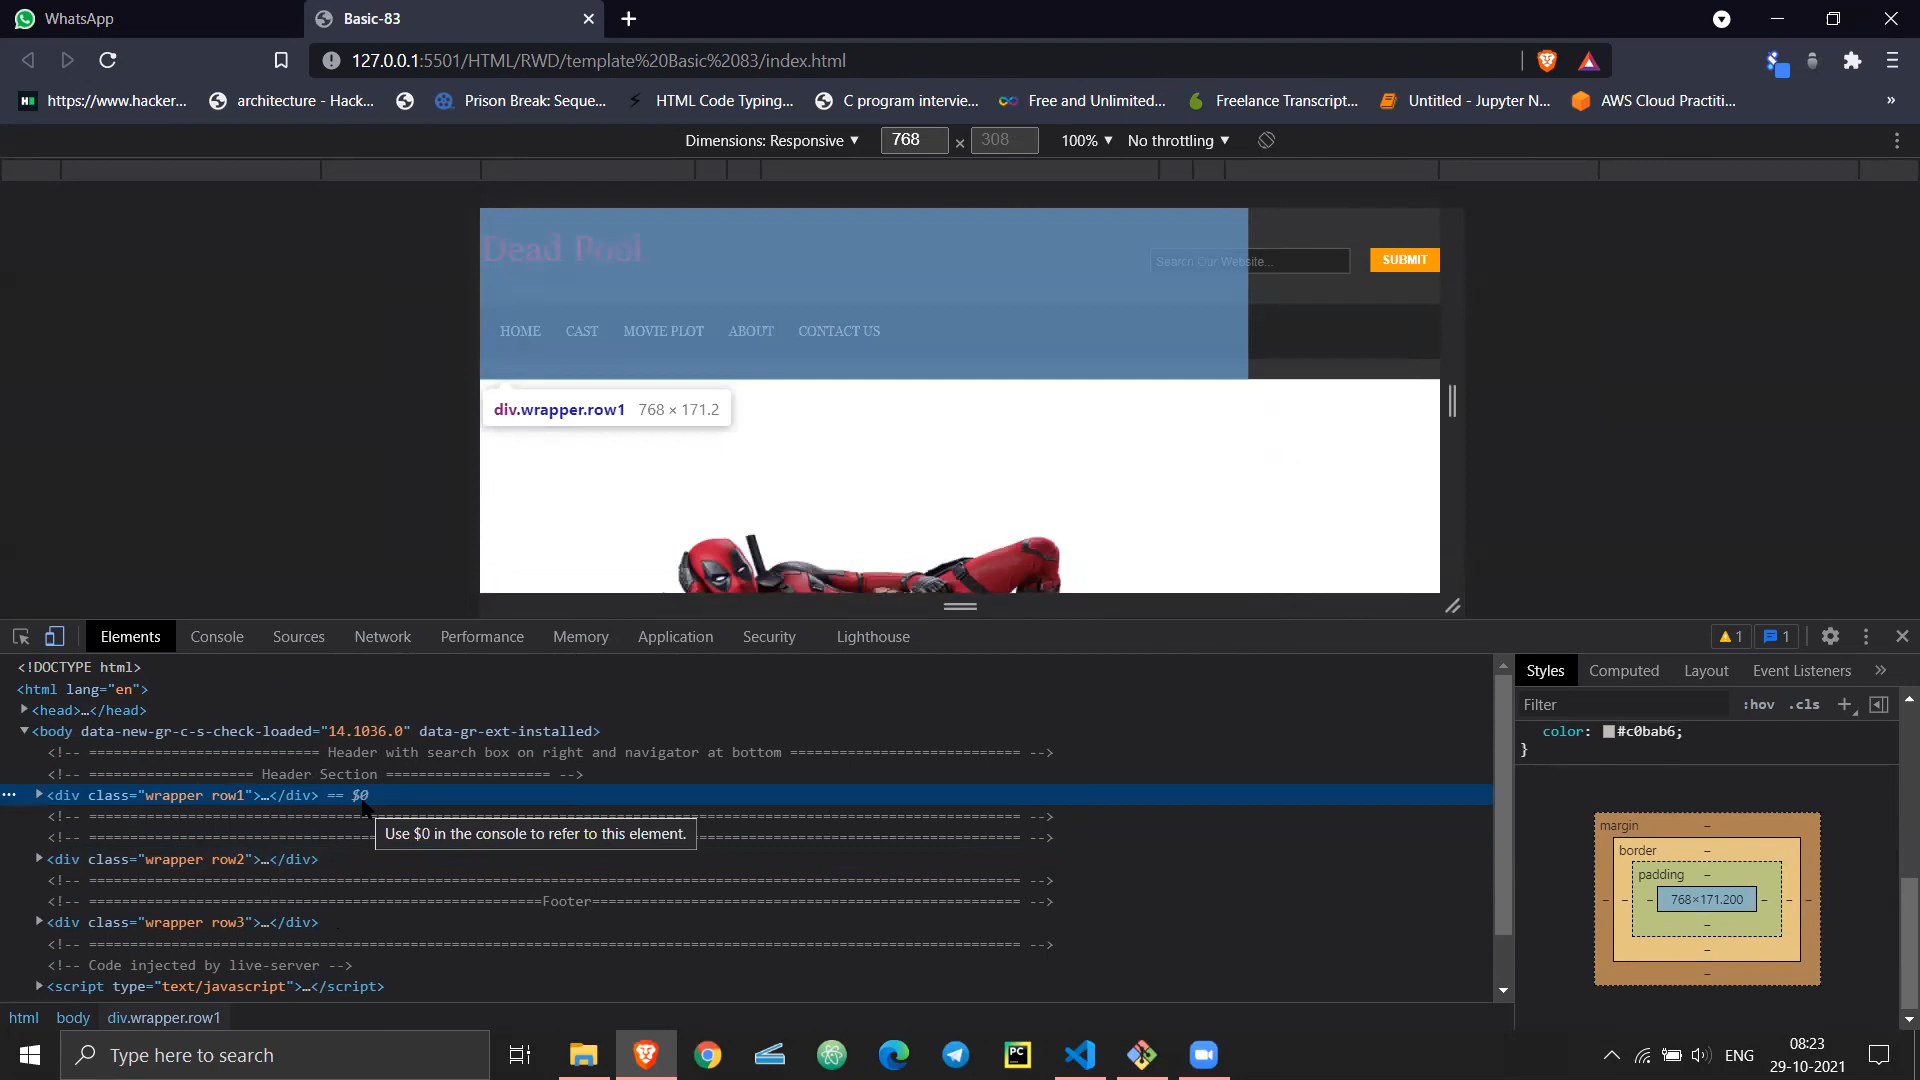 WhatsApp
Basic-83
127.0.0.1:5501/HTML/RWD/template%20Basic%2083/index.html
https://www.hacker...
architecture - Hack...
Prison Break: Seque...
HTML Code Typing...
C program intervie...
Free and Unlimited...
Freelance Transcript...
Untitled - Jupyter N...
AWS Cloud Practiti...
»
Dimensions: Responsive 768 × 308 100% No throttling
Dead Pool
Search Our Website...
SUBMIT
HOME CAST MOVIE PLOT ABOUT CONTACT US
div.wrapper.row1 768 × 171.2
Elements Console Sources Network Performance Memory Application Security Lighthouse
1 1
<!DOCTYPE html>
<html lang="en">
<head>…</head>
<body data-new-gr-c-s-check-loaded="14.1036.0" data-gr-ext-installed>
<!-- ============================ Header with search box on right and navigator at bottom ============================ -->
<!-- ==================== Header Section ==================== -->
<div class="wrapper row1">…</div> == $0
Use $0 in the console to refer to this element.
<div class="wrapper row2">…</div>
<!-- =======================================================Footer==================================================== -->
<div class="wrapper row3">…</div>
<!-- Code injected by live-server -->
<script type="text/javascript">…</script>
html body div.wrapper.row1
Styles Computed Layout Event Listeners »
Filter :hov .cls +
color: #c0bab6;
}
margin –
border –
padding –
– – – 768×171.200 – – –
–
–
–
Type here to search
PC
ENG
08:23
29-10-2021